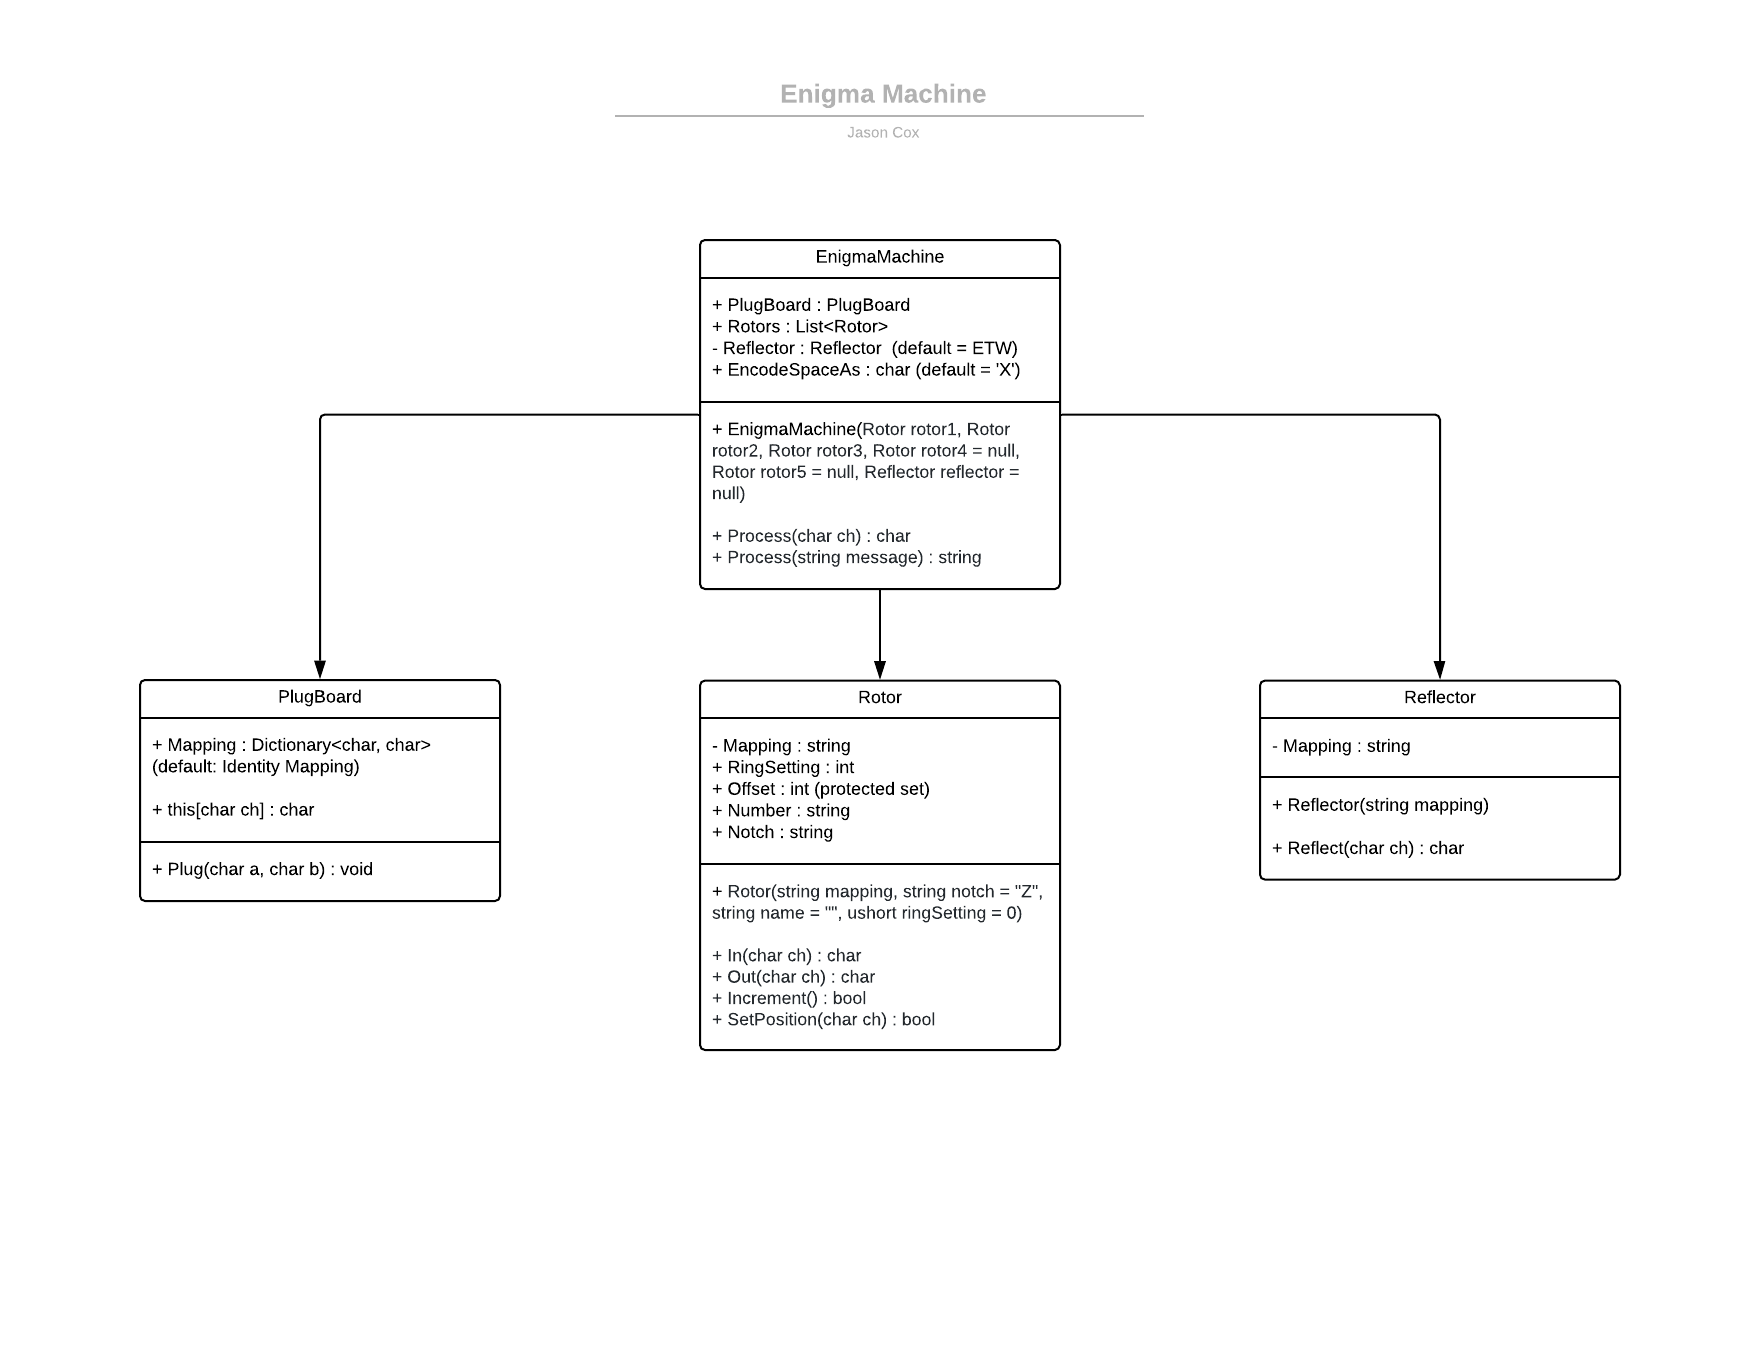 Enigma Machine
Jason Cox
EnigmaMachine
+ PlugBoard : PlugBoard
+ Rotors : List<Rotor>
- Reflector : Reflector  (default = ETW)
+ EncodeSpaceAs : char (default = 'X')
+ EnigmaMachine(Rotor rotor1, Rotor
rotor2, Rotor rotor3, Rotor rotor4 = null,
Rotor rotor5 = null, Reflector reflector =
null)
+ Process(char ch) : char
+ Process(string message) : string
PlugBoard
+ Mapping : Dictionary<char, char>
(default: Identity Mapping)
+ this[char ch] : char
+ Plug(char a, char b) : void
Rotor
- Mapping : string
+ RingSetting : int
+ Offset : int (protected set)
+ Number : string
+ Notch : string
+ Rotor(string mapping, string notch = "Z",
string name = "", ushort ringSetting = 0)
+ In(char ch) : char
+ Out(char ch) : char
+ Increment() : bool
+ SetPosition(char ch) : bool
Reflector
- Mapping : string
+ Reflector(string mapping)
+ Reflect(char ch) : char